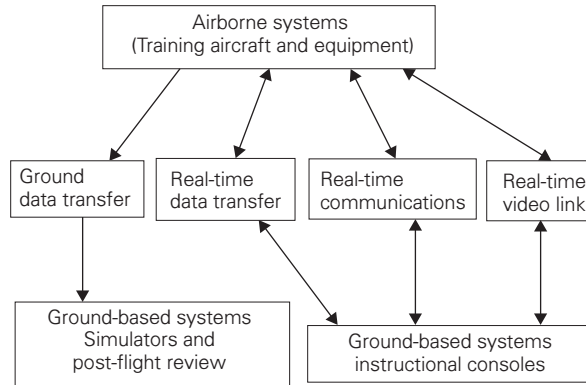 Airborne systems
(Training aircraft and equipment)
Ground
data transfer
Real-time
data transfer
Real-time
communications
Real-time
video link
Ground-based systems
Simulators and
post-flight review
Ground-based systems
instructional consoles